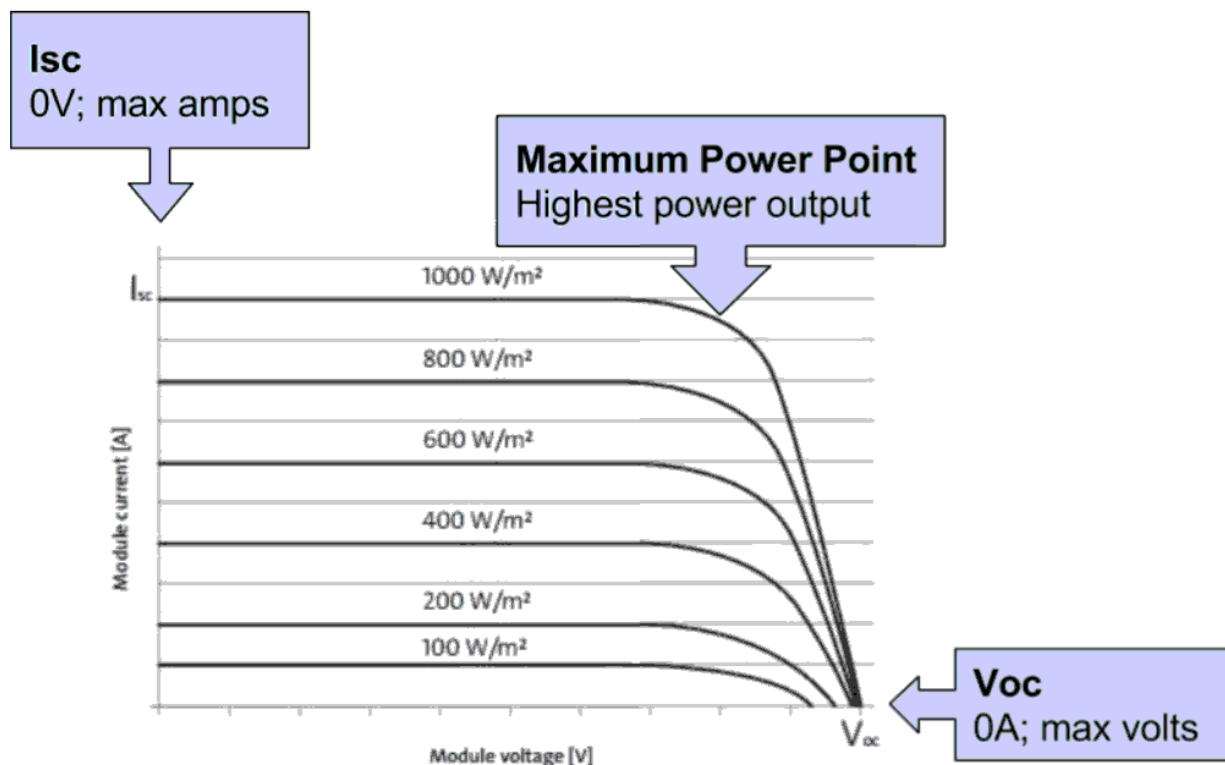 Isc
0V; max amps
Maximum Power Point
Highest power output
Isc
1000 W/m²
800 W/m²
600 W/m²
400 W/m²
200 W/m²
100 W/m²
Module current [A]
Voc
0A; max volts
Voc
Module voltage [V]